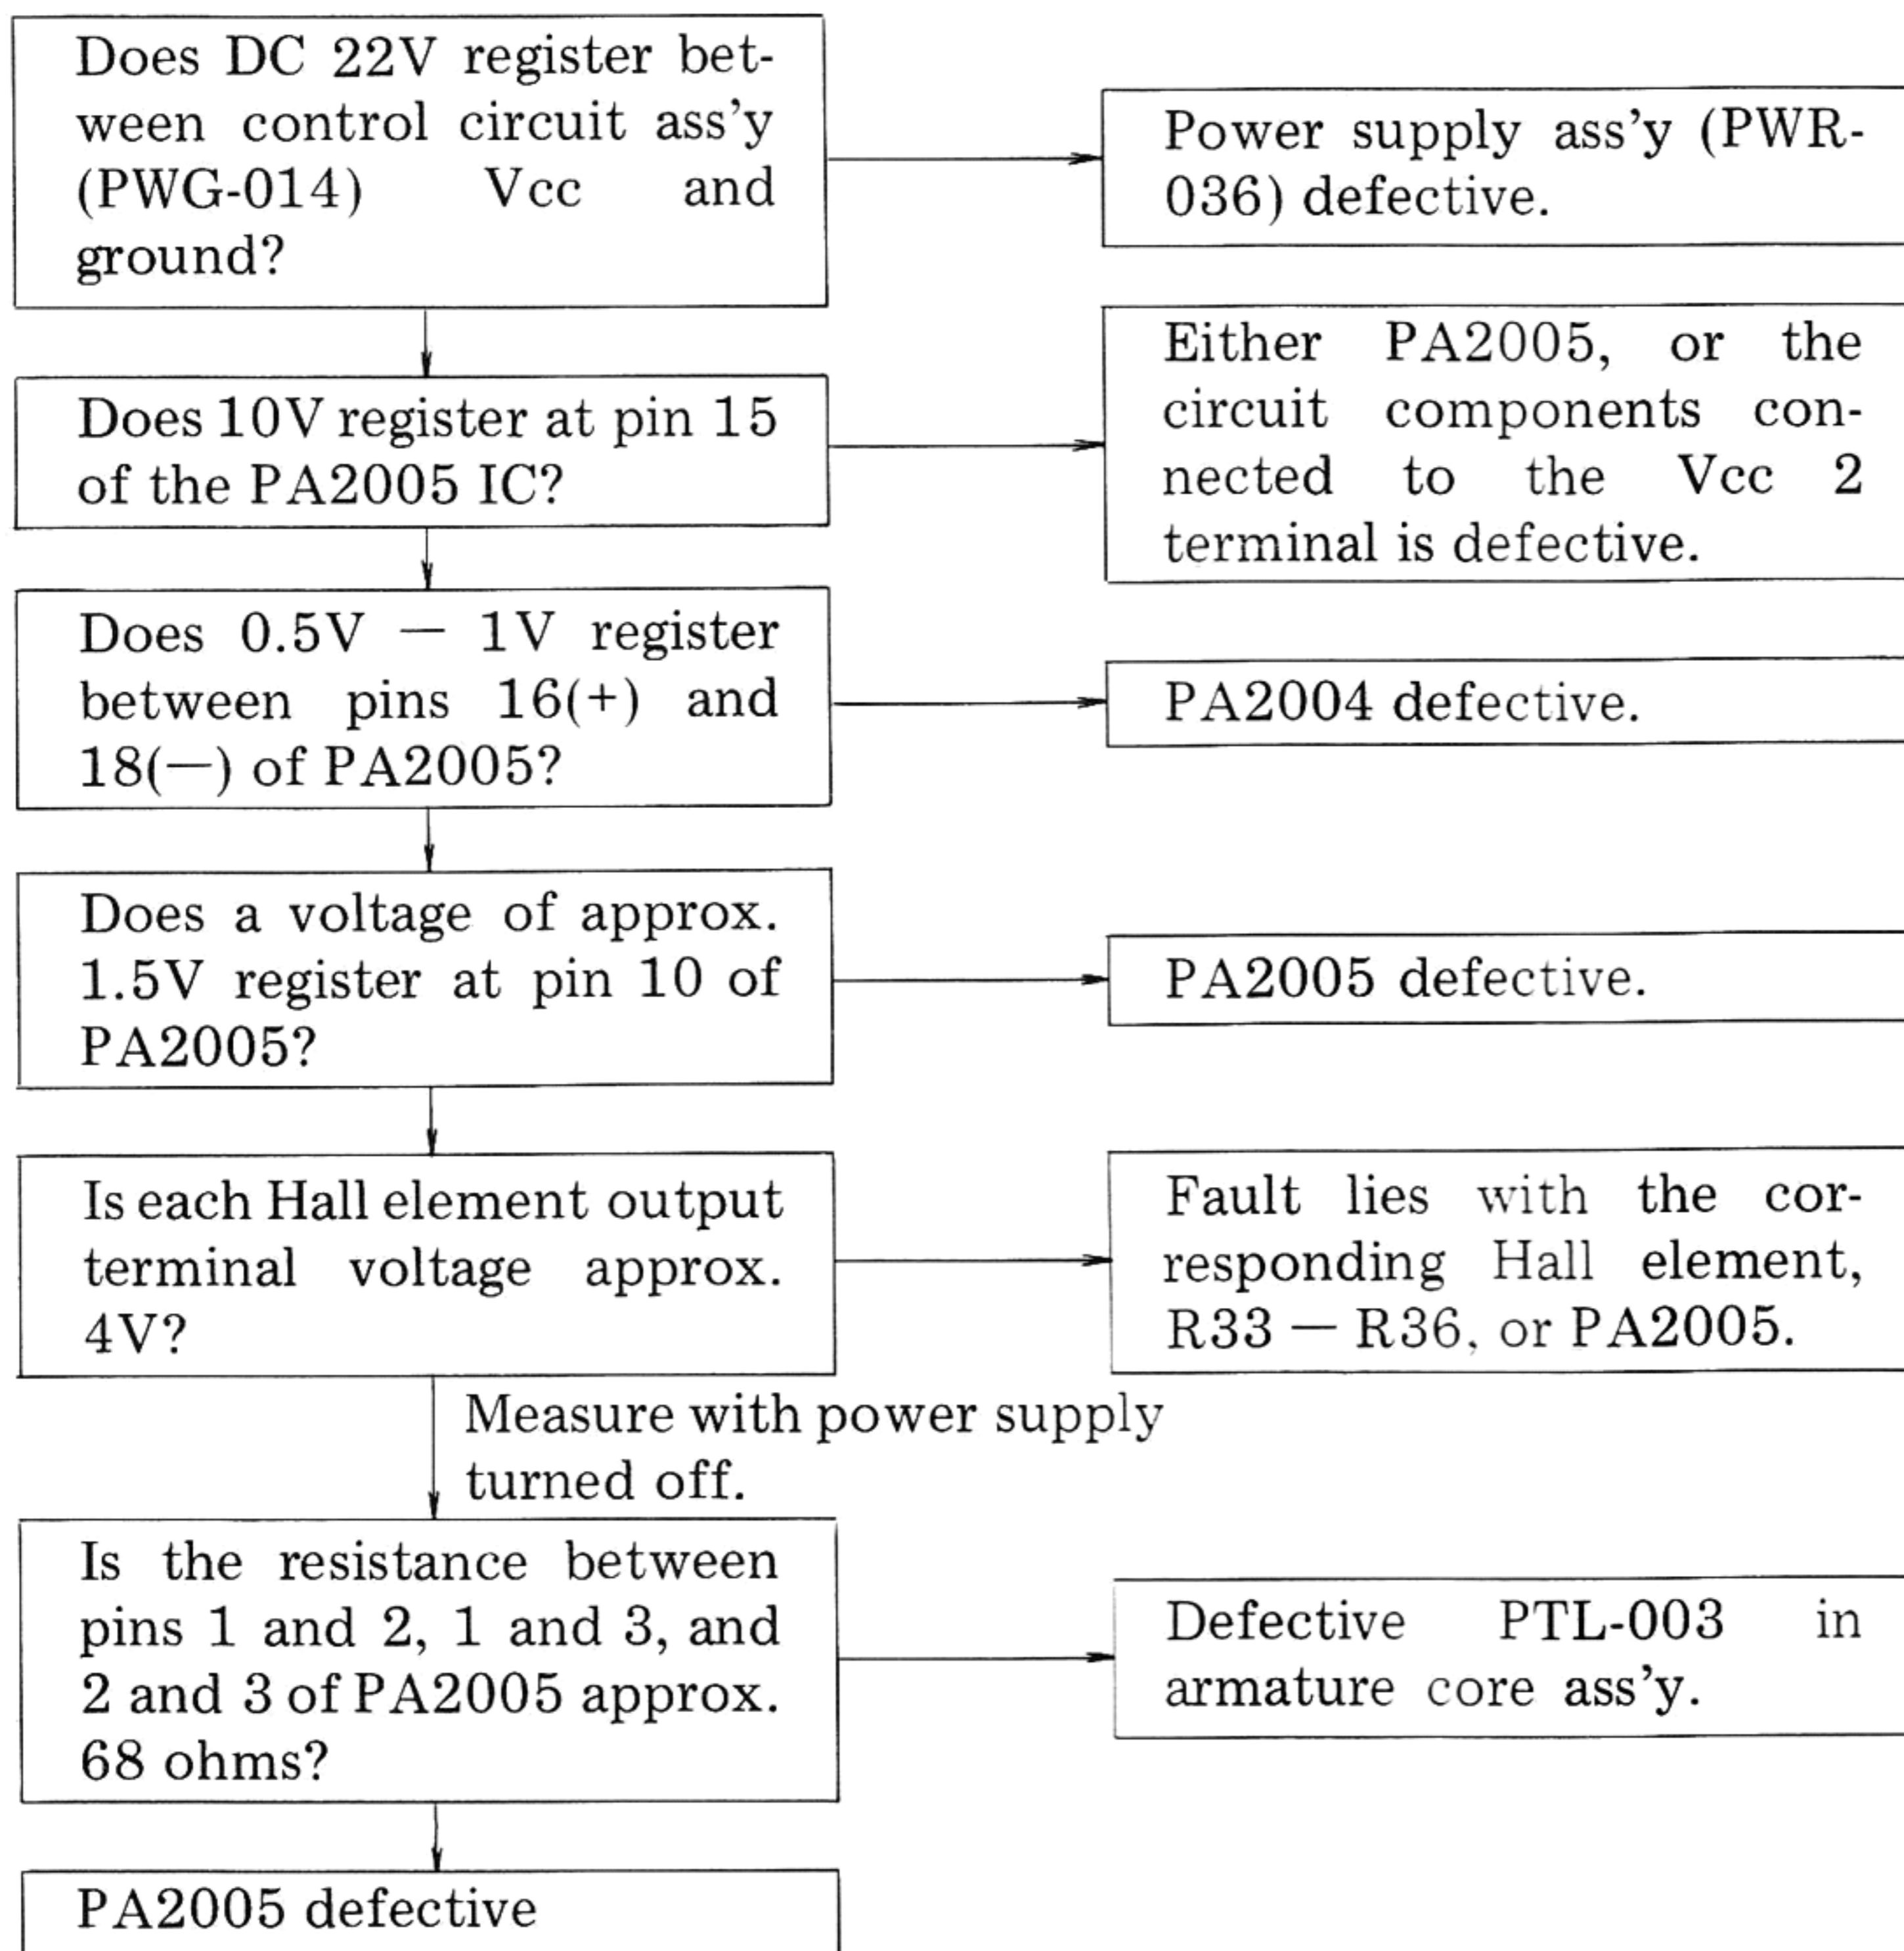 Does DC 22V register bet-
ween control circuit ass'y
(PWG-014) Vcc and
ground?
Power supply ass'y (PWR-
036) defective.
Does 10V register at pin 15
of the PA2005 IC?
Either PA2005, or the
circuit components con-
nected to the Vcc 2
terminal is defective.
Does 0.5V — 1V register
between pins 16(+) and
18(—) of PA2005?
PA2004 defective.
Does a voltage of approx.
1.5V register at pin 10 of
PA2005?
PA2005 defective.
Is each Hall element output
terminal voltage approx.
4V?
Fault lies with the cor-
responding Hall element,
R33 — R36, or PA2005.
Measure with power supply
turned off.
Is the resistance between
pins 1 and 2, 1 and 3, and
2 and 3 of PA2005 approx.
68 ohms?
Defective PTL-003 in
armature core ass'y.
PA2005 defective